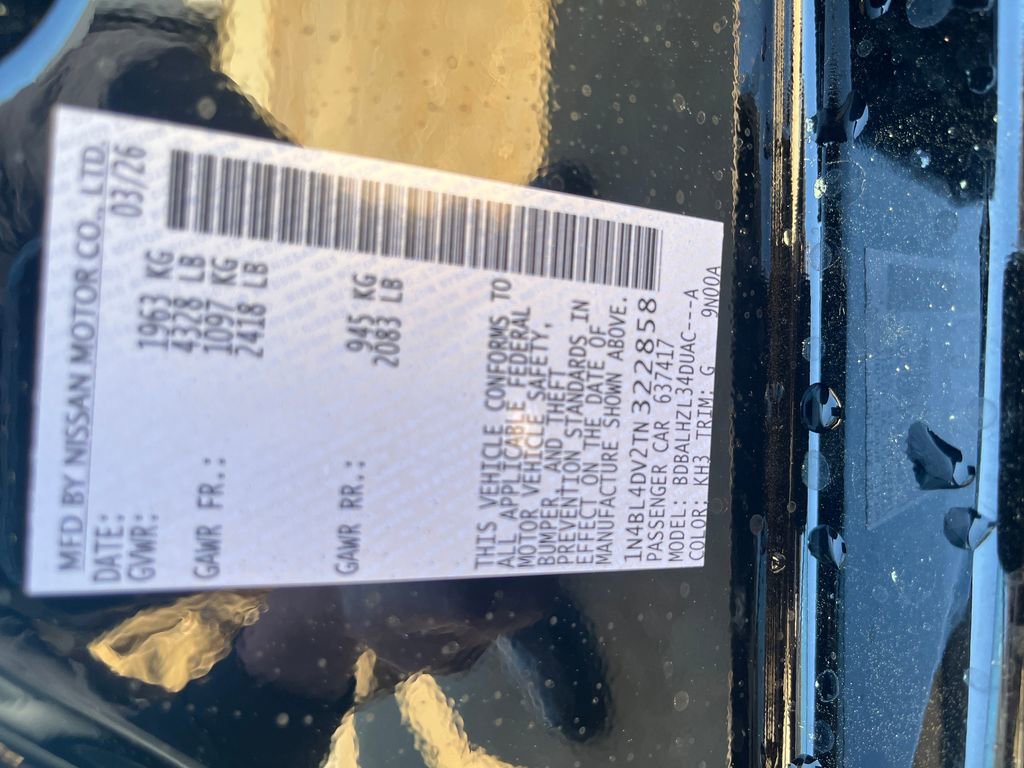 MFD BY NISSAN MOTOR CO., LTD.
DATE: 03/26
GVWR: 1963 KG
4328 LB
GAWR FR.: 1097 KG
2418 LB
GAWR RR.: 945 KG
2083 LB
THIS VEHICLE CONFORMS TO
ALL APPLICABLE FEDERAL
MOTOR VEHICLE SAFETY,
BUMPER, AND THEFT
PREVENTION STANDARDS IN
EFFECT ON THE DATE OF
MANUFACTURE SHOWN ABOVE.
1N4BL4DV2TN322858
PASSENGER CAR 637417
MODEL: BDBALHZL34DUAC---A
COLOR: KH3 TRIM: G 9N00A